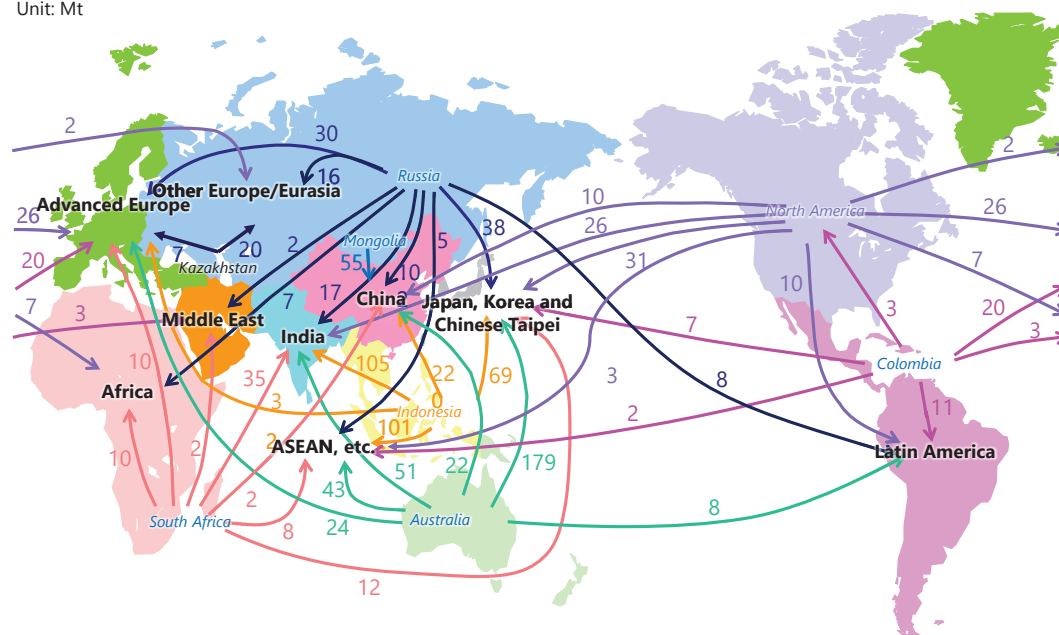 Unit: Mt
2
30
16
Other Europe/Eurasia
Russia
Advanced Europe
10
North America
2
26
26
26
38
5
2
7
20
Mongolia
Kazakhstan
55
10
31
7
20
7
17
China
Japan, Korea and
Chinese Taipei
10
20
7
3
Middle East
India
7
3
3
10
35
105
22
0
69
3
8
Colombia
Africa
3
Indonesia
2
11
101
10
2
2
ASEAN, etc.
51
22
179
Latin America
43
2
8
24
South Africa
Australia
8
12